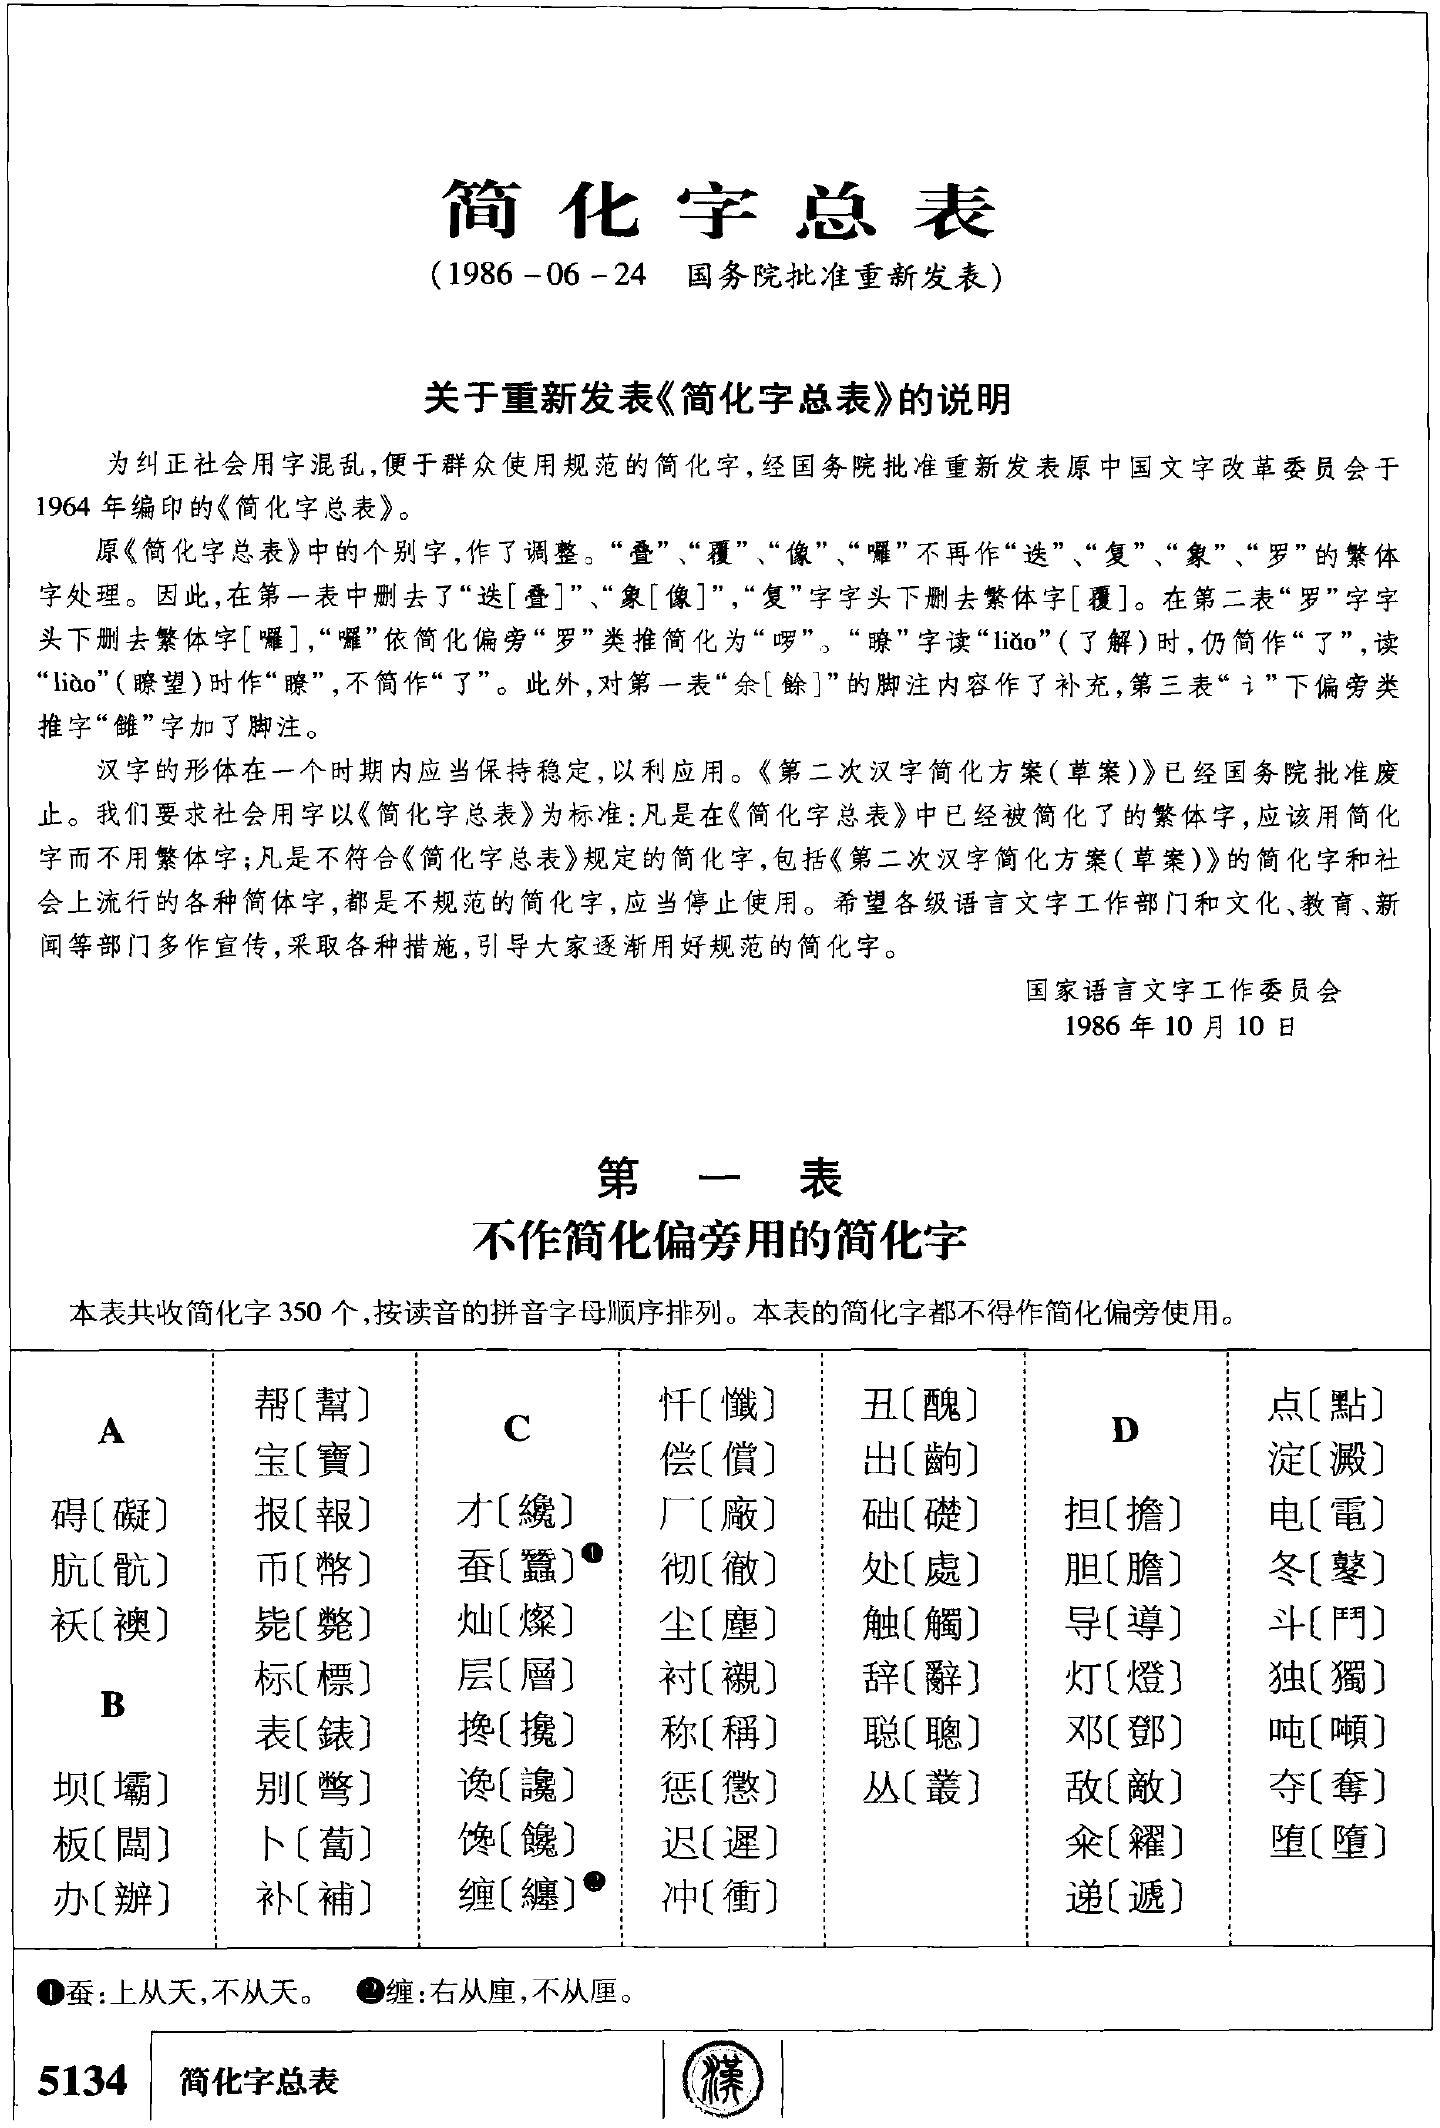 简化字总表
(1986-06-24 国务院批准重新发表)
关于重新发表《简化字总表》的说明
为纠正社会用字混乱,便于群众使用规范的简化字,经国务院批准重新发表原中国文字改革委员会于
1964年编印的《简化字总表》。
原《简化字总表》中的个别字,作了调整。“叠”、“覆”、“像”、“囉”不再作“迭”、“复”、“象”、“罗”的繁体
字处理。因此,在第一表中删去了“迭[叠]”、“象[像]”,“复”字字头下删去繁体字[覆]。在第二表“罗”字字
头下删去繁体字[囉],“囉”依简化偏旁“罗”类推简化为“啰”。“瞭”字读“liǎo”(了解)时,仍简作“了”,读
“liào”(瞭望)时作“瞭”,不简作“了”。此外,对第一表“余[餘]”的脚注内容作了补充,第三表“讠”下偏旁类
推字“雠”字加了脚注。
汉字的形体在一个时期内应当保持稳定,以利应用。《第二次汉字简化方案(草案)》已经国务院批准废
止。我们要求社会用字以《简化字总表》为标准:凡是在《简化字总表》中已经被简化了的繁体字,应该用简化
字而不用繁体字;凡是不符合《简化字总表》规定的简化字,包括《第二次汉字简化方案(草案)》的简化字和社
会上流行的各种简体字,都是不规范的简化字,应当停止使用。希望各级语言文字工作部门和文化、教育、新
闻等部门多作宣传,采取各种措施,引导大家逐渐用好规范的简化字。
国家语言文字工作委员会
1986年10月10日
第一表
不作简化偏旁用的简化字
本表共收简化字350个,按读音的拼音字母顺序排列。本表的简化字都不得作简化偏旁使用。
A
碍〔礙〕
肮〔骯〕
袄〔襖〕
B
坝〔壩〕
板〔闆〕
办〔辦〕
帮〔幫〕
宝〔寶〕
报〔報〕
币〔幣〕
毙〔斃〕
标〔標〕
表〔錶〕
别〔彆〕
卜〔蔔〕
补〔補〕
C
才〔纔〕
蚕〔蠶〕❶
灿〔燦〕
层〔層〕
搀〔攙〕
谗〔讒〕
馋〔饞〕
缠〔纏〕❷
忏〔懺〕
偿〔償〕
厂〔廠〕
彻〔徹〕
尘〔塵〕
衬〔襯〕
称〔稱〕
惩〔懲〕
迟〔遲〕
冲〔衝〕
丑〔醜〕
出〔齣〕
础〔礎〕
处〔處〕
触〔觸〕
辞〔辭〕
聪〔聰〕
丛〔叢〕
D
担〔擔〕
胆〔膽〕
导〔導〕
灯〔燈〕
邓〔鄧〕
敌〔敵〕
籴〔糴〕
递〔遞〕
点〔點〕
淀〔澱〕
电〔電〕
冬〔鼕〕
斗〔鬥〕
独〔獨〕
吨〔噸〕
夺〔奪〕
堕〔墮〕
❶蚕:上从天,不从夭。 ❷缠:右从㢆,不从厘。
5134 简化字总表 漢